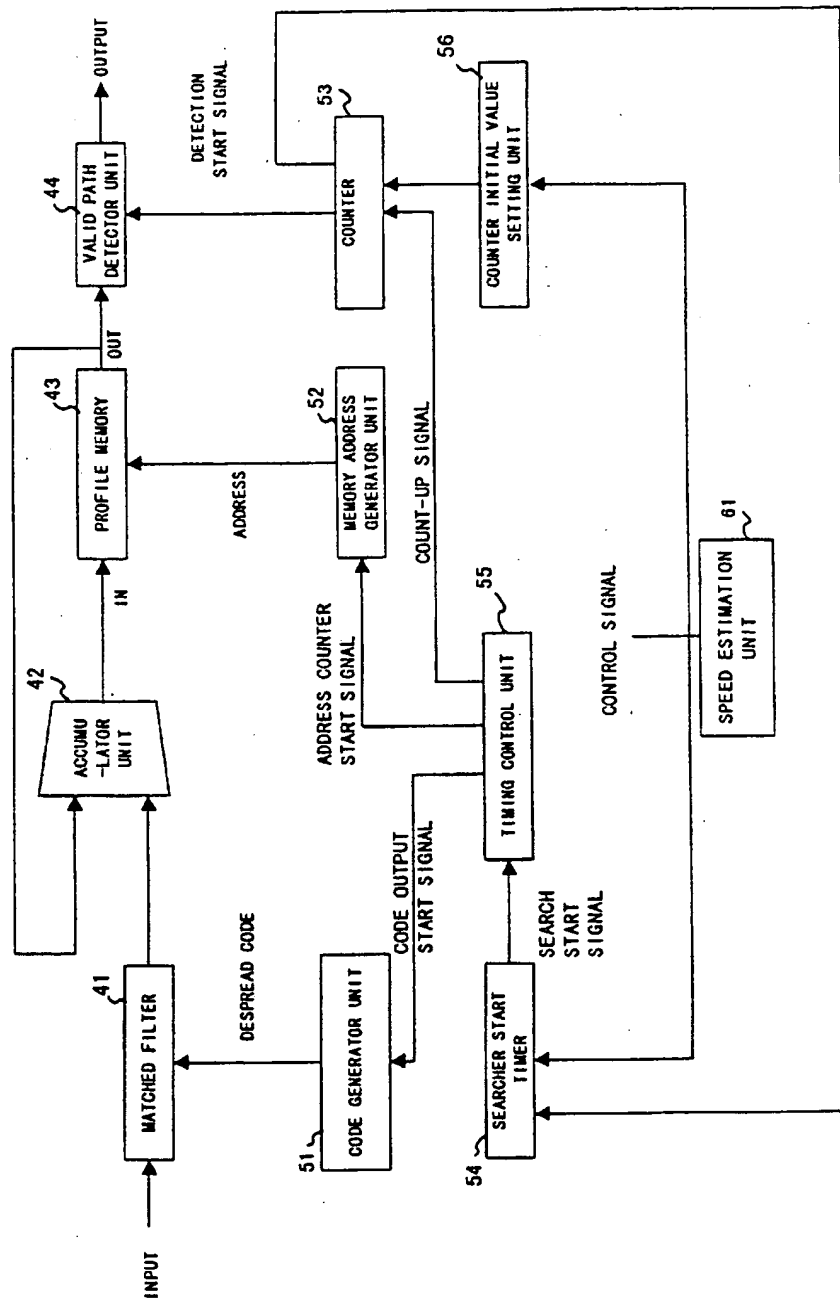 INPUT
41
MATCHED FILTER
DESPREAD CODE
51
CODE GENERATOR UNIT
CODE OUTPUT
START SIGNAL
54
SEARCHER START
TIMER
SEARCH
START
SIGNAL
42
ACCUMU
-LATOR
UNIT
IN
ADDRESS COUNTER
START SIGNAL
55
TIMING CONTROL UNIT
43
PROFILE MEMORY
OUT
ADDRESS
52
MEMORY ADDRESS
GENERATOR UNIT
COUNT-UP SIGNAL
CONTROL SIGNAL
61
SPEED ESTIMATION
UNIT
44
VALID PATH
DETECTOR UNIT
OUTPUT
DETECTION
START SIGNAL
53
COUNTER
56
COUNTER INITIAL VALUE
SETTING UNIT